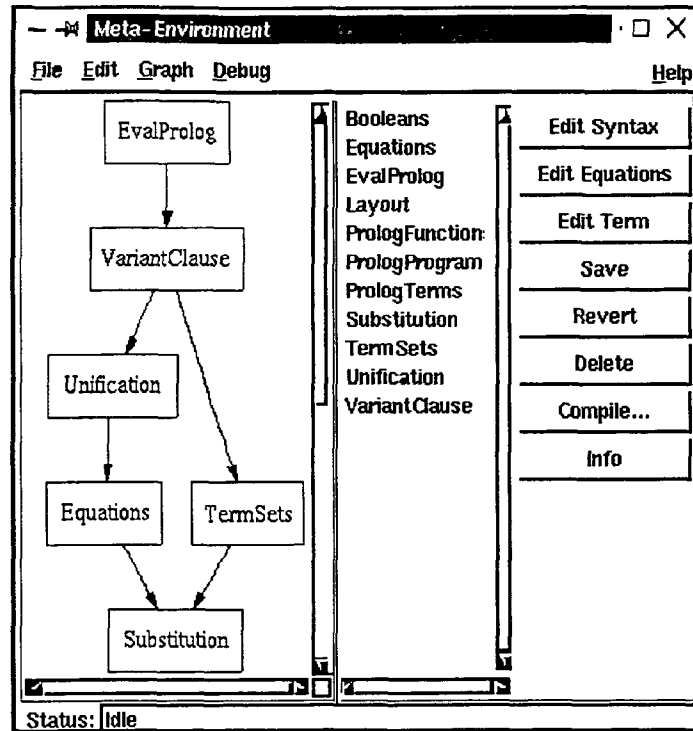 Meta-Environment
File Edit Graph Debug Help
EvalProlog
VariantClause
Unification
Equations TermSets
Substitution
Booleans
Equations
EvalProlog
Layout
PrologFunction
PrologProgram
PrologTerms
Substitution
TermSets
Unification
VariantClause
Edit Syntax
Edit Equations
Edit Term
Save
Revert
Delete
Compile...
Info
Status: Idle